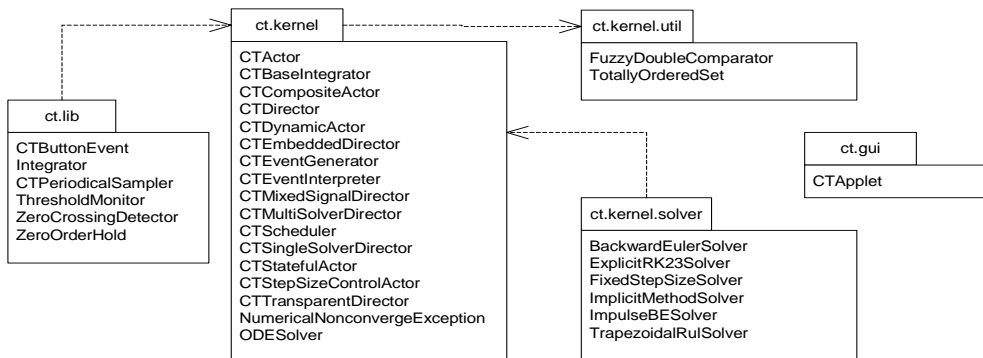 ct.kernel
CTActor
CTBaseIntegrator
CTCompositeActor
CTDirector
CTDynamicActor
CTEmbeddedDirector
CTEventGenerator
CTEventInterpreter
CTMixedSignalDirector
CTMultiSolverDirector
CTScheduler
CTSingleSolverDirector
CTStatefulActor
CTStepSizeControlActor
CTTransparentDirector
NumericalNonconvergeException
ODESolver
ct.kernel.util
FuzzyDoubleComparator
TotallyOrderedSet
ct.lib
CTButtonEvent
Integrator
CTPeriodicalSampler
ThresholdMonitor
ZeroCrossingDetector
ZeroOrderHold
ct.gui
CTApplet
ct.kernel.solver
BackwardEulerSolver
ExplicitRK23Solver
FixedStepSizeSolver
ImplicitMethodSolver
ImpulseBESolver
TrapezoidalRulSolver